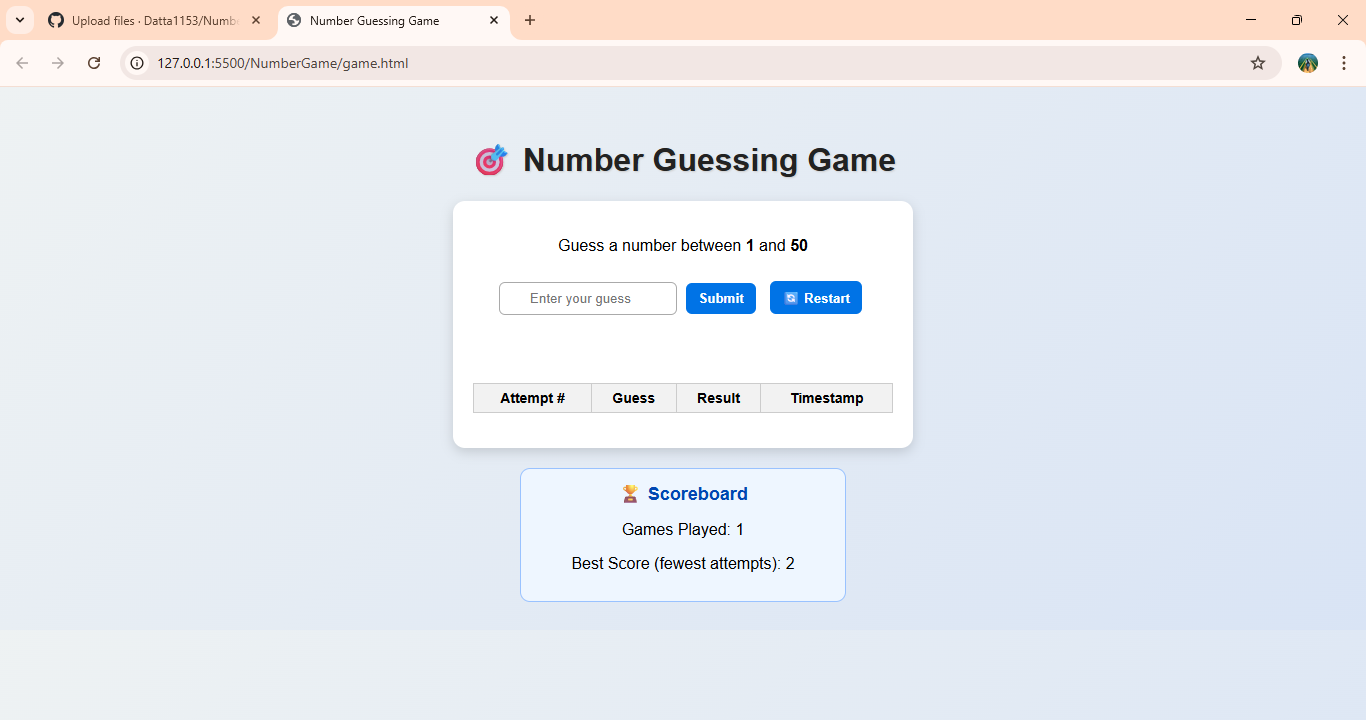 Upload files · Datta1153/Numb
Number Guessing Game
127.0.0.1:5500/NumberGame/game.html
🎯 Number Guessing Game
Guess a number between 1 and 50
Enter your guess Submit 🔄 Restart
Attempt # Guess Result Timestamp
🏆 Scoreboard
Games Played: 1
Best Score (fewest attempts): 2